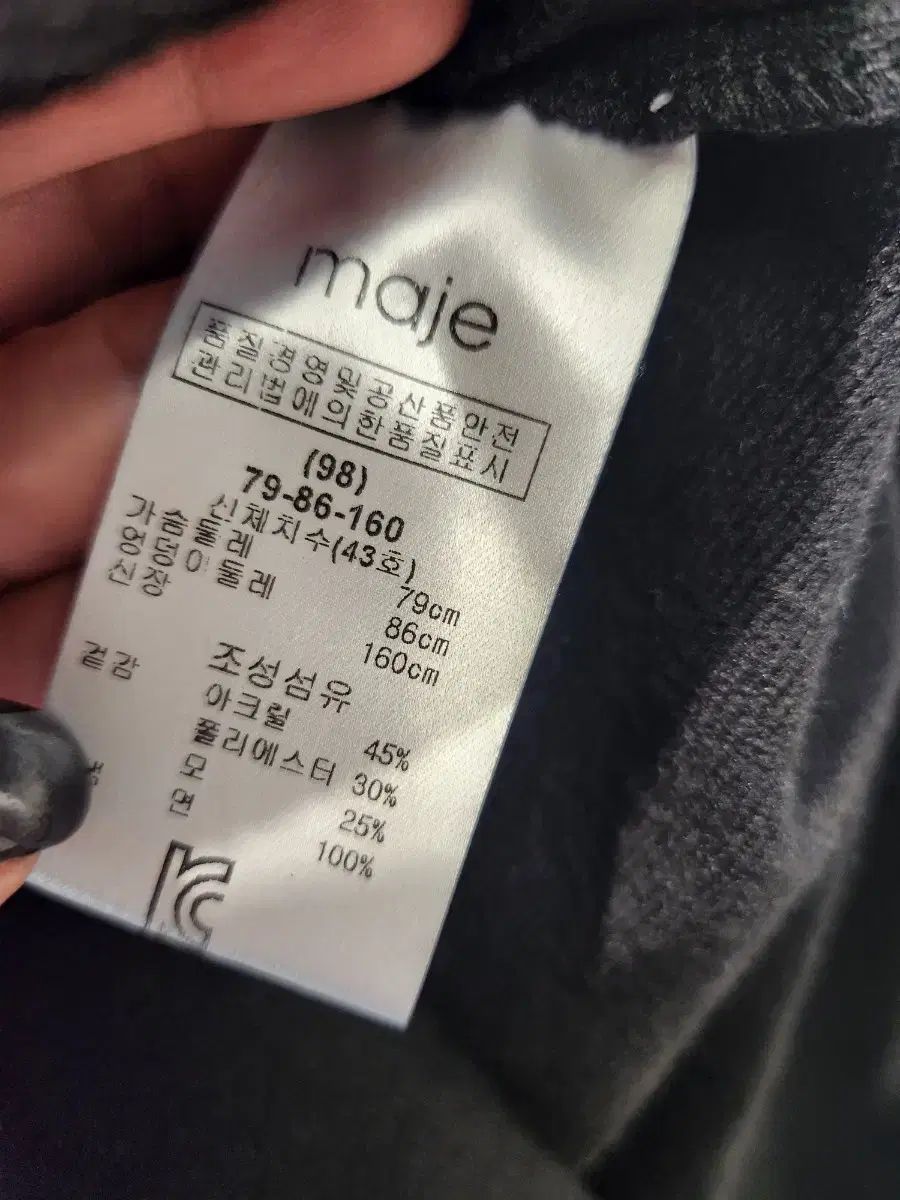 maje
품질경영및공산품안전
관리법에의한품질표시
(98)
79-86-160
신체치수(43호)
가슴둘레 79cm
엉덩이둘레 86cm
신장 160cm
조성섬유
겉감 아크릴 45%
폴리에스터 30%
모 25%
면 100%
KC